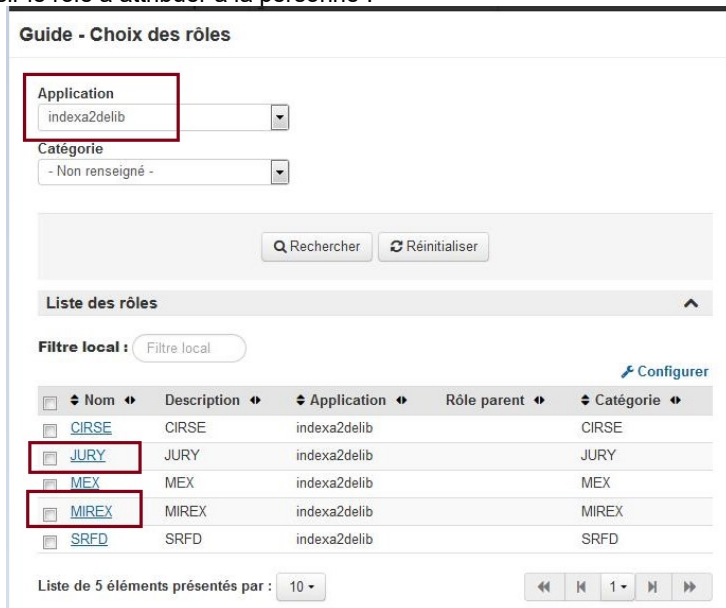 Guide - Choix des rôles
Application
indexa2delib
Catégorie
- Non renseigné -
Rechercher Réinitialiser
Liste des rôles
Filtre local : Filtre local
Configurer
Nom Description Application Rôle parent Catégorie
CIRSE CIRSE indexa2delib CIRSE
JURY JURY indexa2delib JURY
MEX MEX indexa2delib MEX
MIREX MIREX indexa2delib MIREX
SRFD SRFD indexa2delib SRFD
Liste de 5 éléments présentés par : 10 1